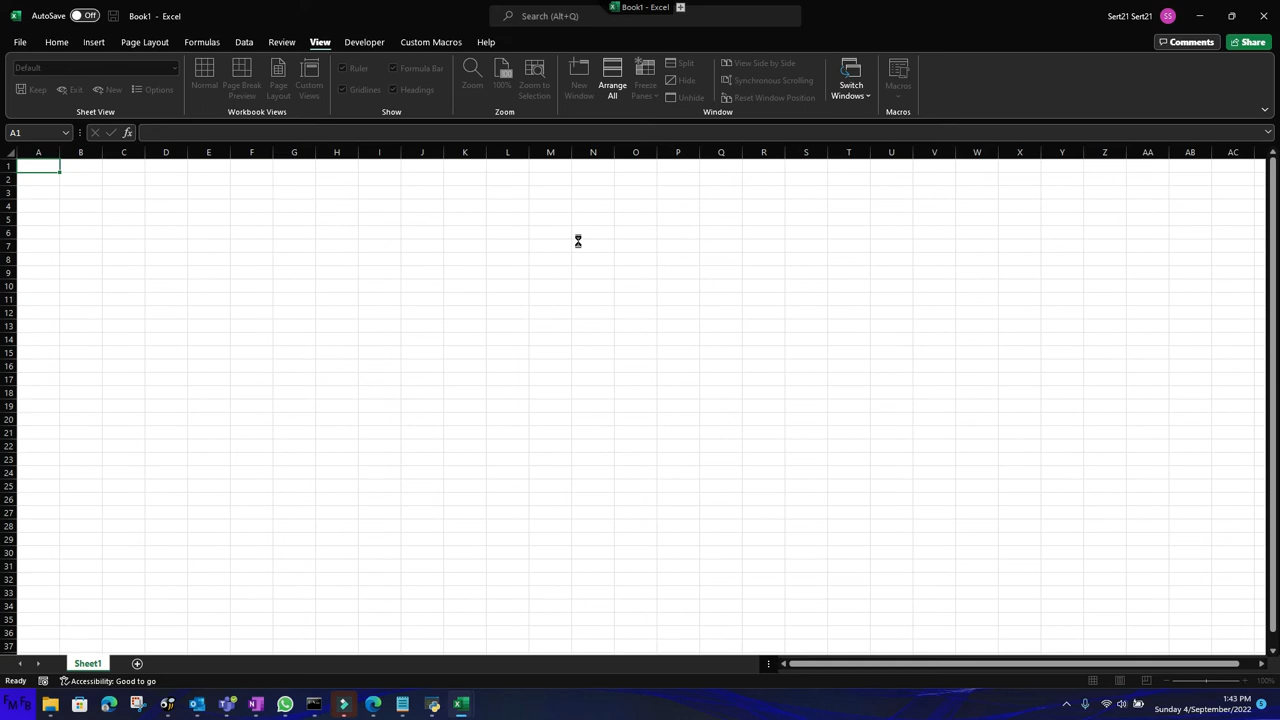 AutoSave Off Book1 - Excel Search (Alt+Q) Book1 - Excel Sert21 Sert21 SS
File Home Insert Page Layout Formulas Data Review View Developer Custom Macros Help Comments Share
Default
Keep Exit New Options
Sheet View
Normal
Page Break
Preview
Page
Layout
Custom
Views
Workbook Views
Ruler Formula Bar
Gridlines Headings
Show
Zoom
100%
Zoom to
Selection
Zoom
New
Window
Arrange
All
Freeze
Panes
Split
Hide
Unhide
View Side by Side
Synchronous Scrolling
Reset Window Position
Switch
Windows
Window
Macros
Macros
A1 fx
A B C D E F G H I J K L M N O P Q R S T U V W X Y Z AA AB AC
1
2
3
4
5
6
7
8
9
10
11
12
13
14
15
16
17
18
19
20
21
22
23
24
25
26
27
28
29
30
31
32
33
34
35
36
37
Sheet1
Ready Accessibility: Good to go 100%
1:43 PM
Sunday 4/September/2022